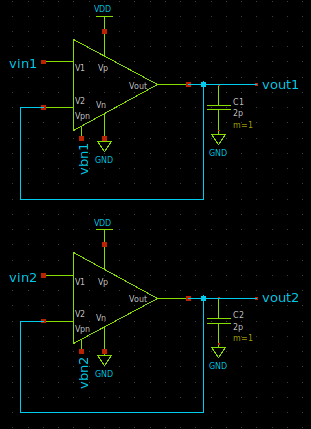 VDD
vin1
V1
Vp
V2
Vout
vout1
Vn
Vpn
C1
2p
m=1
GND
GND
vbn1
VDD
vin2
V1
Vp
V2
Vout
vout2
Vn
Vpn
C2
2p
m=1
GND
GND
vbn2